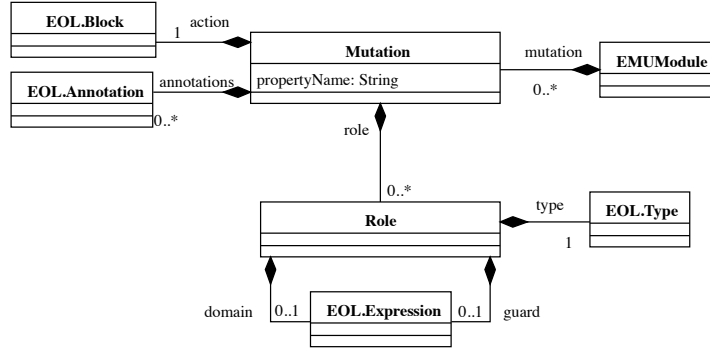 EOL.Block
action
1
Mutation
propertyName: String
mutation
0..*
EMUModule
EOL.Annotation
annotations
0..*
role
0..*
Role
type
1
EOL.Type
domain
0..1
EOL.Expression
0..1
guard